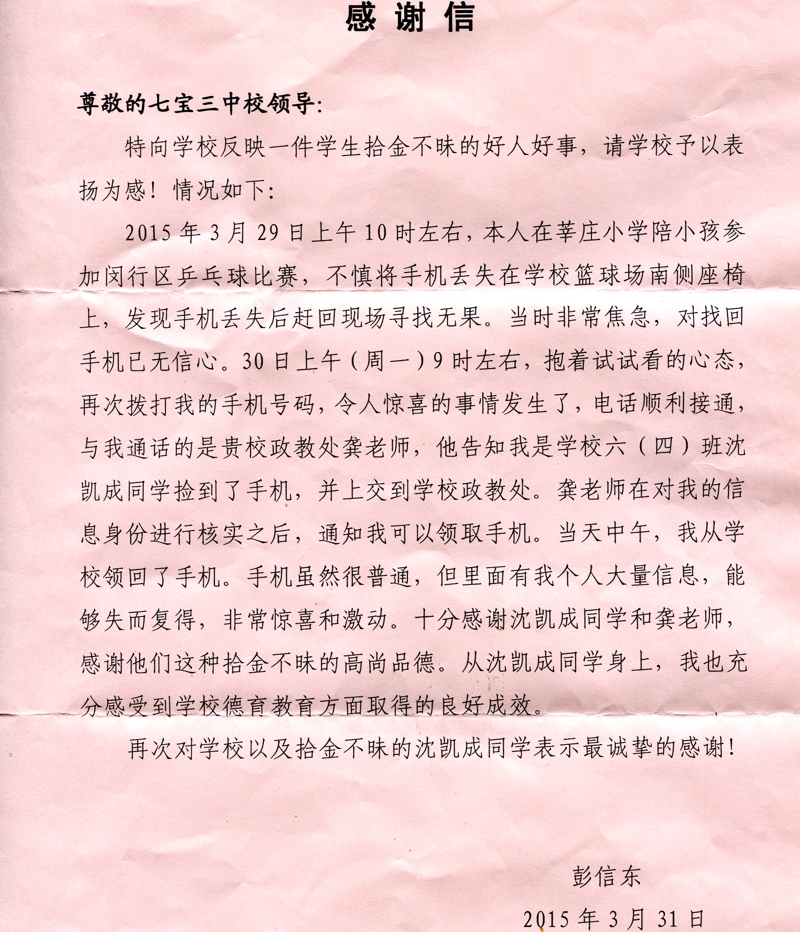 感谢信
尊敬的七宝三中校领导：
特向学校反映一件学生拾金不昧的好人好事，请学校予以表
扬为感！情况如下：
2015 年 3 月 29 日上午 10 时左右，本人在莘庄小学陪小孩参
加闵行区乒乓球比赛，不慎将手机丢失在学校篮球场南侧座椅
上，发现手机丢失后赶回现场寻找无果。当时非常焦急，对找回
手机已无信心。30 日上午（周一）9 时左右，抱着试试看的心态，
再次拨打我的手机号码，令人惊喜的事情发生了，电话顺利接通，
与我通话的是贵校政教处龚老师，他告知我是学校六（四）班沈
凯成同学捡到了手机，并上交到学校政教处。龚老师在对我的信
息身份进行核实之后，通知我可以领取手机。当天中午，我从学
校领回了手机。手机虽然很普通，但里面有我个人大量信息，能
够失而复得，非常惊喜和激动。十分感谢沈凯成同学和龚老师，
感谢他们这种拾金不昧的高尚品德。从沈凯成同学身上，我也充
分感受到学校德育教育方面取得的良好成效。
再次对学校以及拾金不昧的沈凯成同学表示最诚挚的感谢！
彭信东
2015 年 3 月 31 日